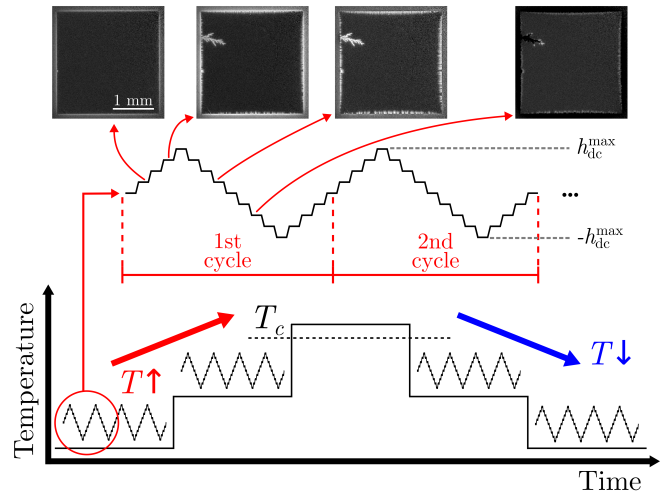 1 mm
h_dc^max
-h_dc^max
...
1st
cycle
2nd
cycle
T_c
T↑
T↓
Temperature
Time